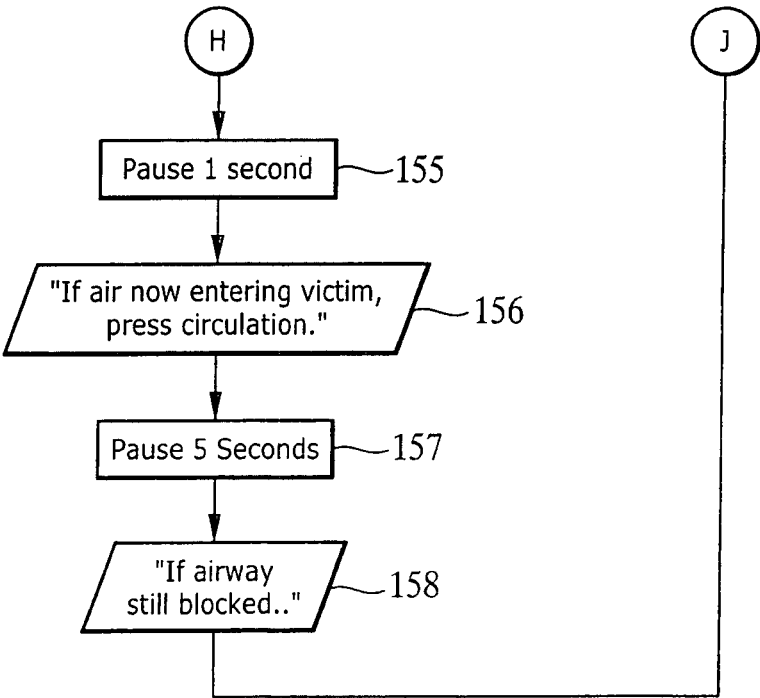 H
J
Pause 1 second
155
"If air now entering victim,
press circulation."
156
Pause 5 Seconds
157
"If airway
still blocked.."
158